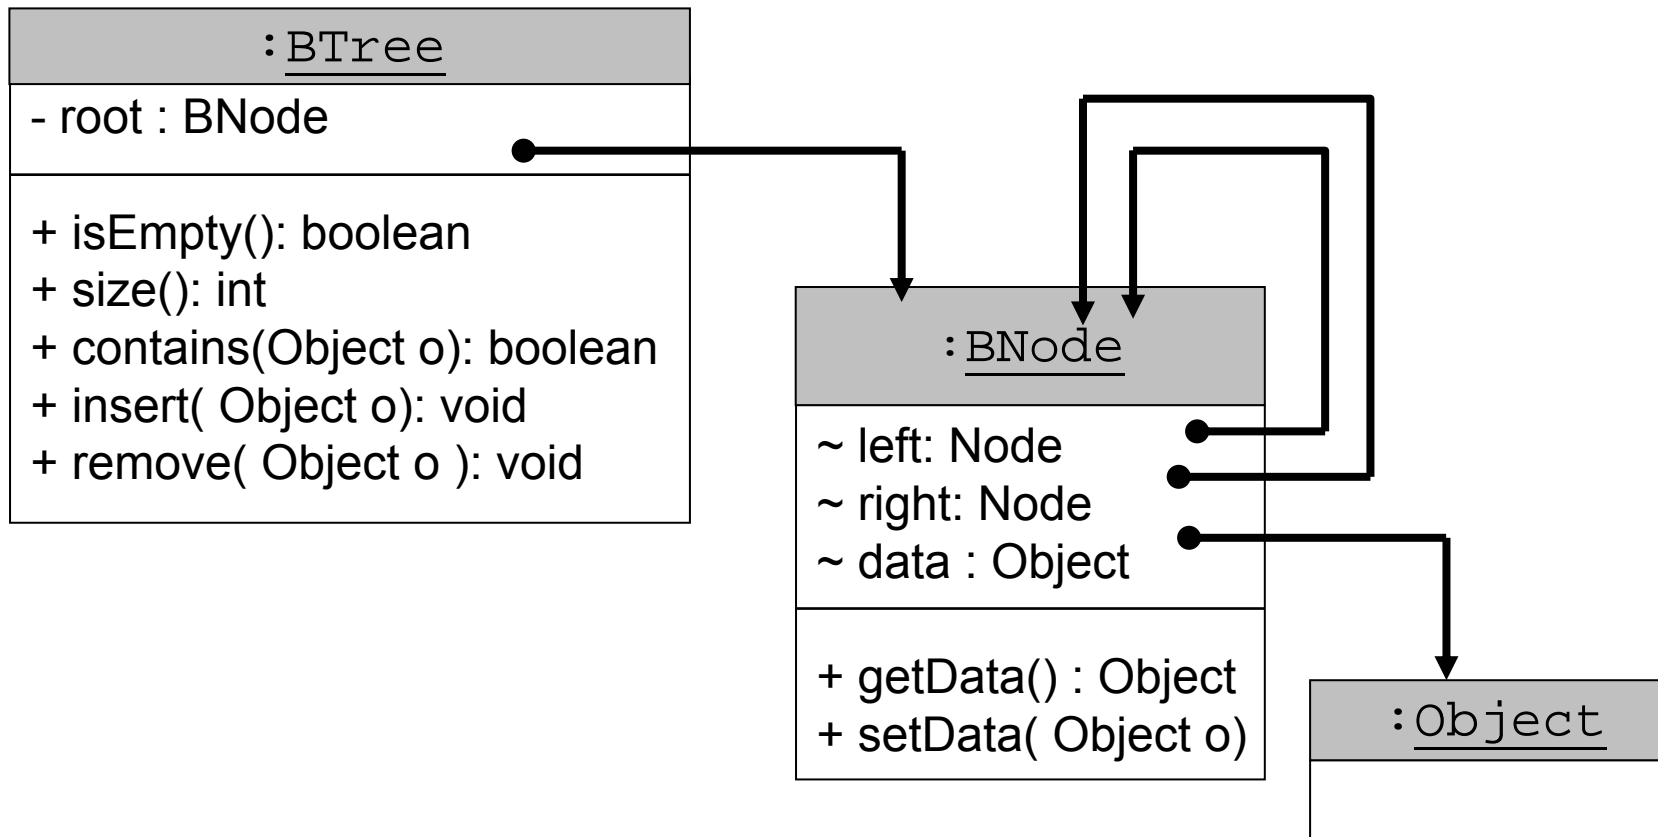 :BTree
- root : BNode
+ isEmpty(): boolean
+ size(): int
+ contains(Object o): boolean
+ insert( Object o): void
+ remove( Object o ): void
:BNode
~ left: Node
~ right: Node
~ data : Object
+ getData() : Object
+ setData( Object o)
:Object